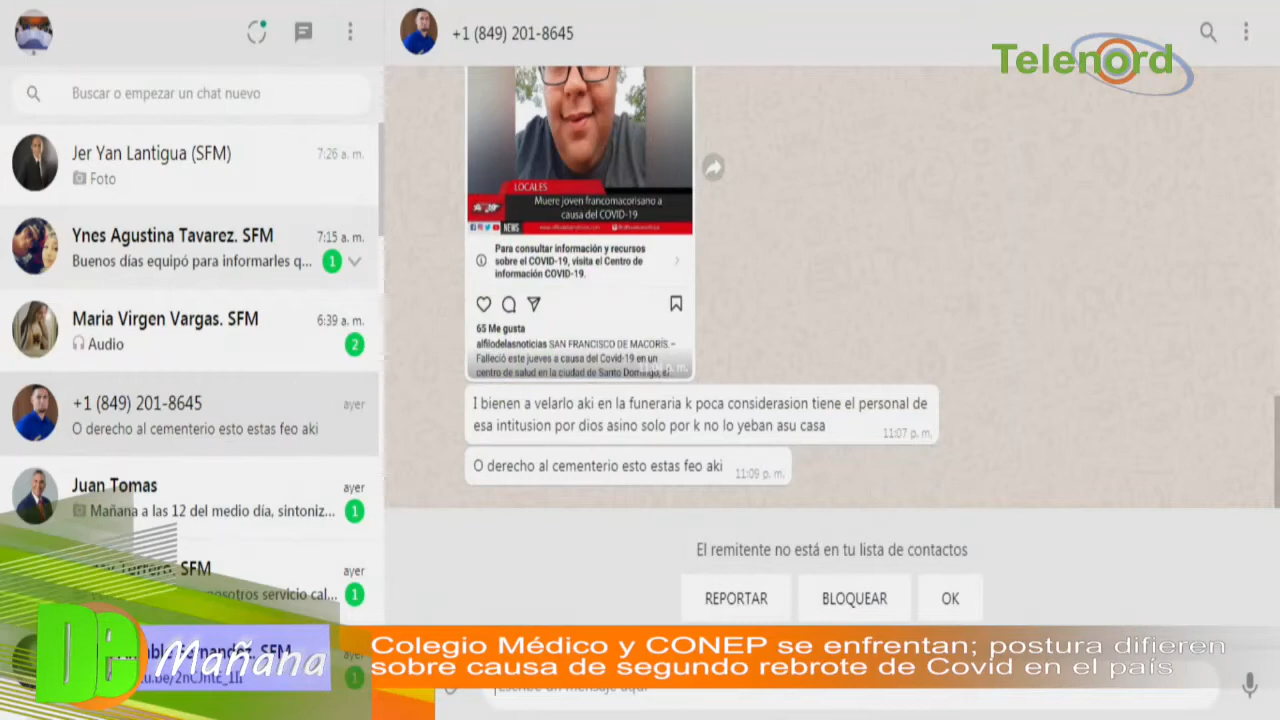 +1 (849) 201-8645
Telenord
Buscar o empezar un chat nuevo
Jer Yan Lantigua (SFM)
7:26 a. m.
Foto
Ynes Agustina Tavarez. SFM
7:15 a. m.
Buenos días equipó para informarles q...
1
Maria Virgen Vargas. SFM
6:39 a. m.
Audio
2
+1 (849) 201-8645
ayer
O derecho al cementerio esto estas feo aki
Juan Tomas
ayer
Mañana a las 12 del medio día, sintoniz...
1
SFM
ayer
servicio cal...
1
LOCALES
Muere joven francomacorisano a
causa del COVID-19
NEWS
Para consultar información y recursos
sobre el COVID-19, visita el Centro de
información COVID-19.
65 Me gusta
alfilodelasnoticias SAN FRANCISCO DE MACORÍS.–
Falleció este jueves a causa del Covid-19 en un
centro de salud en la ciudad de Santo Domingo, el
I bienen a velarlo aki en la funeraria k poca considerasion tiene el personal de
esa intitusion por dios asino solo por k no lo yeban asu casa
11:07 p. m.
O derecho al cementerio esto estas feo aki
11:09 p. m.
El remitente no está en tu lista de contactos
REPORTAR
BLOQUEAR
OK
De Mañana
Colegio Médico y CONEP se enfrentan; postura difieren
sobre causa de segundo rebrote de Covid en el país